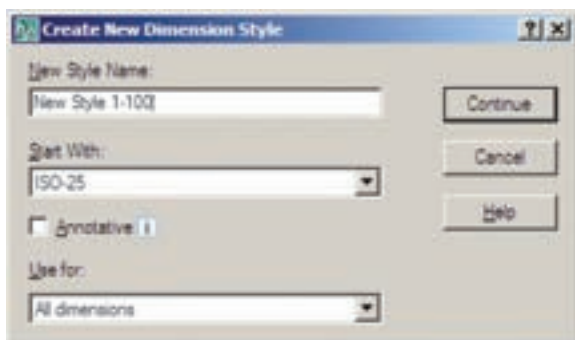 Create New Dimension Style
New Style Name:
New Style 1-100
Continue
Start With:
Cancel
ISO-25
Help
Annotative
Use for:
All dimensions